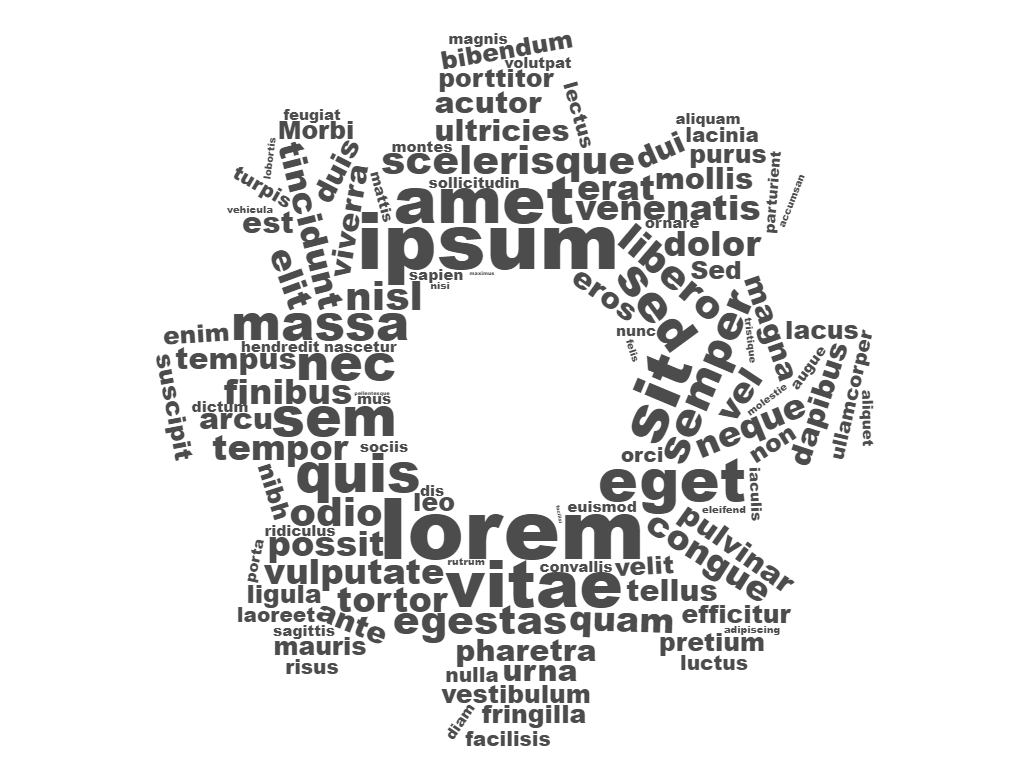 magnis
bibendum
volutpat
porttitor
acutor
lectus
ultricies
feugiat
Morbi
aliquam
lacinia
montes
scelerisque
dui
purus
lobortis
tincidunt
duis
turpis
viverra
mattis
sollicitudin
amet
erat
mollis
parturient
accumsan
vehicula
est
venenatis
ornare
ipsum
libero
dolor
elit
sapien
maximus
nisi
eros
sed
Sed
nisl
magna
massa
enim
nunc
felis
semper
tristique
lacus
hendredit nascetur
tempus
nec
sit
augue
dapibus
ullamcorper
suscipit
finibus
pellentesque
mus
vel
molestie
dictum
arcu
sem
neque
non
aliquet
tempor
sociis
orci
quis
eget
iaculis
nibh
dis
leo
odio
lorem
euismod
eleifend
pulvinar
ridiculus
possit
congue
porta
vulputate
rutrum
vitae
convallis
velit
ligula
tortor
tellus
laoreet
ante
egestas
quam
efficitur
sagittis
adipiscing
mauris
pharetra
pretium
risus
nulla
urna
luctus
vestibulum
diam
fringilla
facilisis